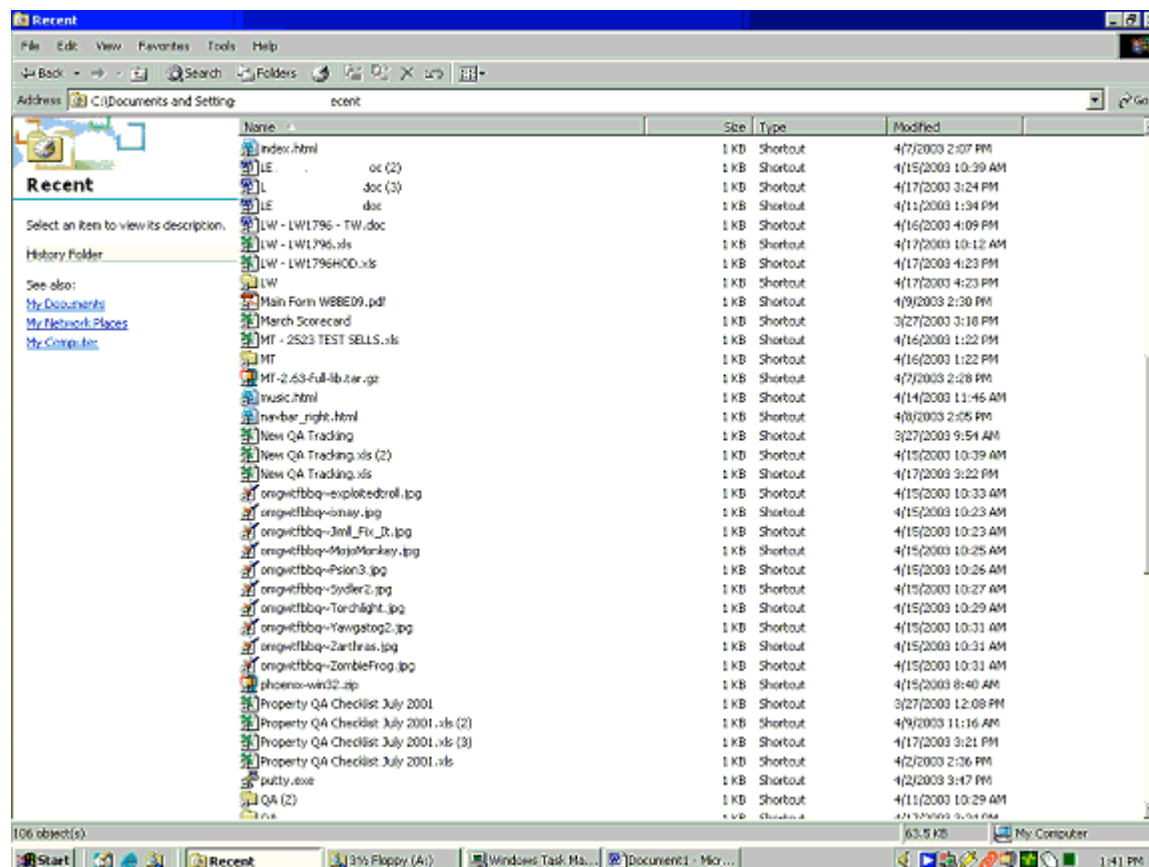 Recent
File Edit View Favorites Tools Help
Back Search Folders
Address C:\Documents and Setting ecent Go
Name Size Type Modified
index.html 1 KB Shortcut 4/7/2003 2:07 PM
LE . . oc (2) 1 KB Shortcut 4/15/2003 10:39 AM
L doc (3) 1 KB Shortcut 4/17/2003 3:24 PM
LE doc 1 KB Shortcut 4/11/2003 1:34 PM
LW - LW1796 - TW.doc 1 KB Shortcut 4/16/2003 4:09 PM
LW - LW1796.xls 1 KB Shortcut 4/17/2003 10:12 AM
LW - LW1796HOD.xls 1 KB Shortcut 4/17/2003 4:23 PM
LW 1 KB Shortcut 4/17/2003 4:23 PM
Main Form WBBE09.pdf 1 KB Shortcut 4/9/2003 2:38 PM
March Scorecard 1 KB Shortcut 3/27/2003 3:18 PM
MT - 2523 TEST SELLS.xls 1 KB Shortcut 4/16/2003 1:22 PM
MT 1 KB Shortcut 4/16/2003 1:22 PM
MT-2.63-full-lib.tar.gz 1 KB Shortcut 4/7/2003 2:28 PM
music.html 1 KB Shortcut 4/14/2003 11:46 AM
navbar_right.html 1 KB Shortcut 4/8/2003 2:05 PM
New QA Tracking 1 KB Shortcut 3/27/2003 9:54 AM
New QA Tracking.xls (2) 1 KB Shortcut 4/15/2003 10:39 AM
New QA Tracking.xls 1 KB Shortcut 4/17/2003 3:22 PM
omgwtfbbq~exploitedtroll.jpg 1 KB Shortcut 4/15/2003 10:33 AM
omgwtfbbq~ixnay.jpg 1 KB Shortcut 4/15/2003 10:23 AM
omgwtfbbq~Jimll_Fix_It.jpg 1 KB Shortcut 4/15/2003 10:23 AM
omgwtfbbq~MojoMonkey.jpg 1 KB Shortcut 4/15/2003 10:25 AM
omgwtfbbq~Psion3.jpg 1 KB Shortcut 4/15/2003 10:26 AM
omgwtfbbq~Sydler2.jpg 1 KB Shortcut 4/15/2003 10:27 AM
omgwtfbbq~Torchlight.jpg 1 KB Shortcut 4/15/2003 10:29 AM
omgwtfbbq~Yawgatog2.jpg 1 KB Shortcut 4/15/2003 10:31 AM
omgwtfbbq~Zarthras.jpg 1 KB Shortcut 4/15/2003 10:31 AM
omgwtfbbq~ZombieFrog.jpg 1 KB Shortcut 4/15/2003 10:31 AM
phoenix-win32.zip 1 KB Shortcut 4/15/2003 8:40 AM
Property QA Checklist July 2001 1 KB Shortcut 3/27/2003 12:08 PM
Property QA Checklist July 2001.xls (2) 1 KB Shortcut 4/9/2003 11:16 AM
Property QA Checklist July 2001.xls (3) 1 KB Shortcut 4/17/2003 3:21 PM
Property QA Checklist July 2001.xls 1 KB Shortcut 4/2/2003 2:36 PM
putty.exe 1 KB Shortcut 4/2/2003 3:47 PM
QA (2) 1 KB Shortcut 4/11/2003 10:29 AM
QA 1 KB Shortcut
Recent
Select an item to view its description.
History Folder
See also:
My Documents
My Network Places
My Computer
106 object(s) 63.5 KB My Computer
Start Recent 3½ Floppy (A:) Windows Task Ma... Document1 - Micr... 1:41 PM